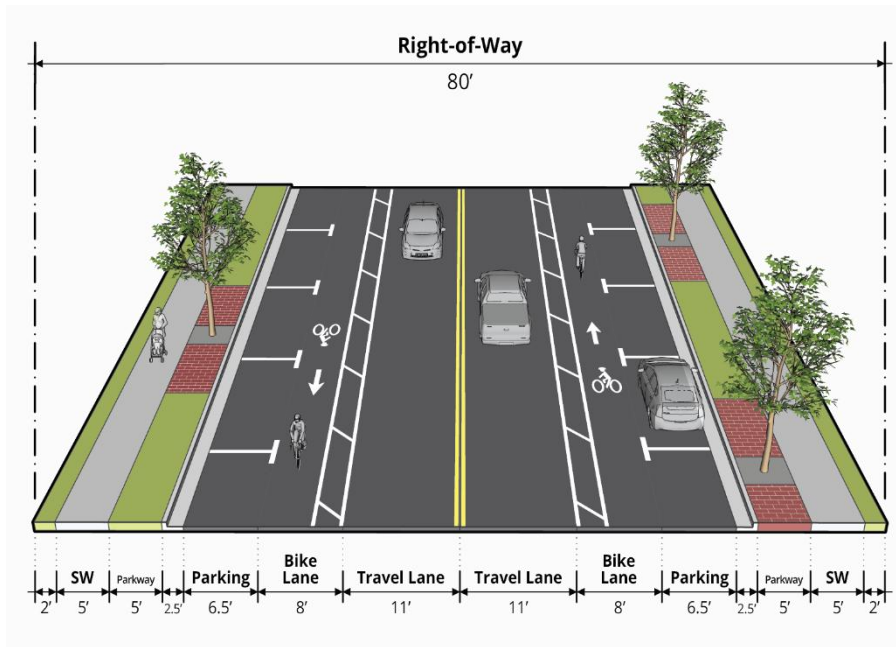 Right-of-Way
80’
Bike Bike
Lane Lane
SW Parkway Parking Travel Lane Travel Lane Parking Parkway SW
2’ 5’ 5’ 2.5’ 6.5’ 8’ 11’ 11’ 8’ 6.5’ 2.5’ 5’ 5’ 2’